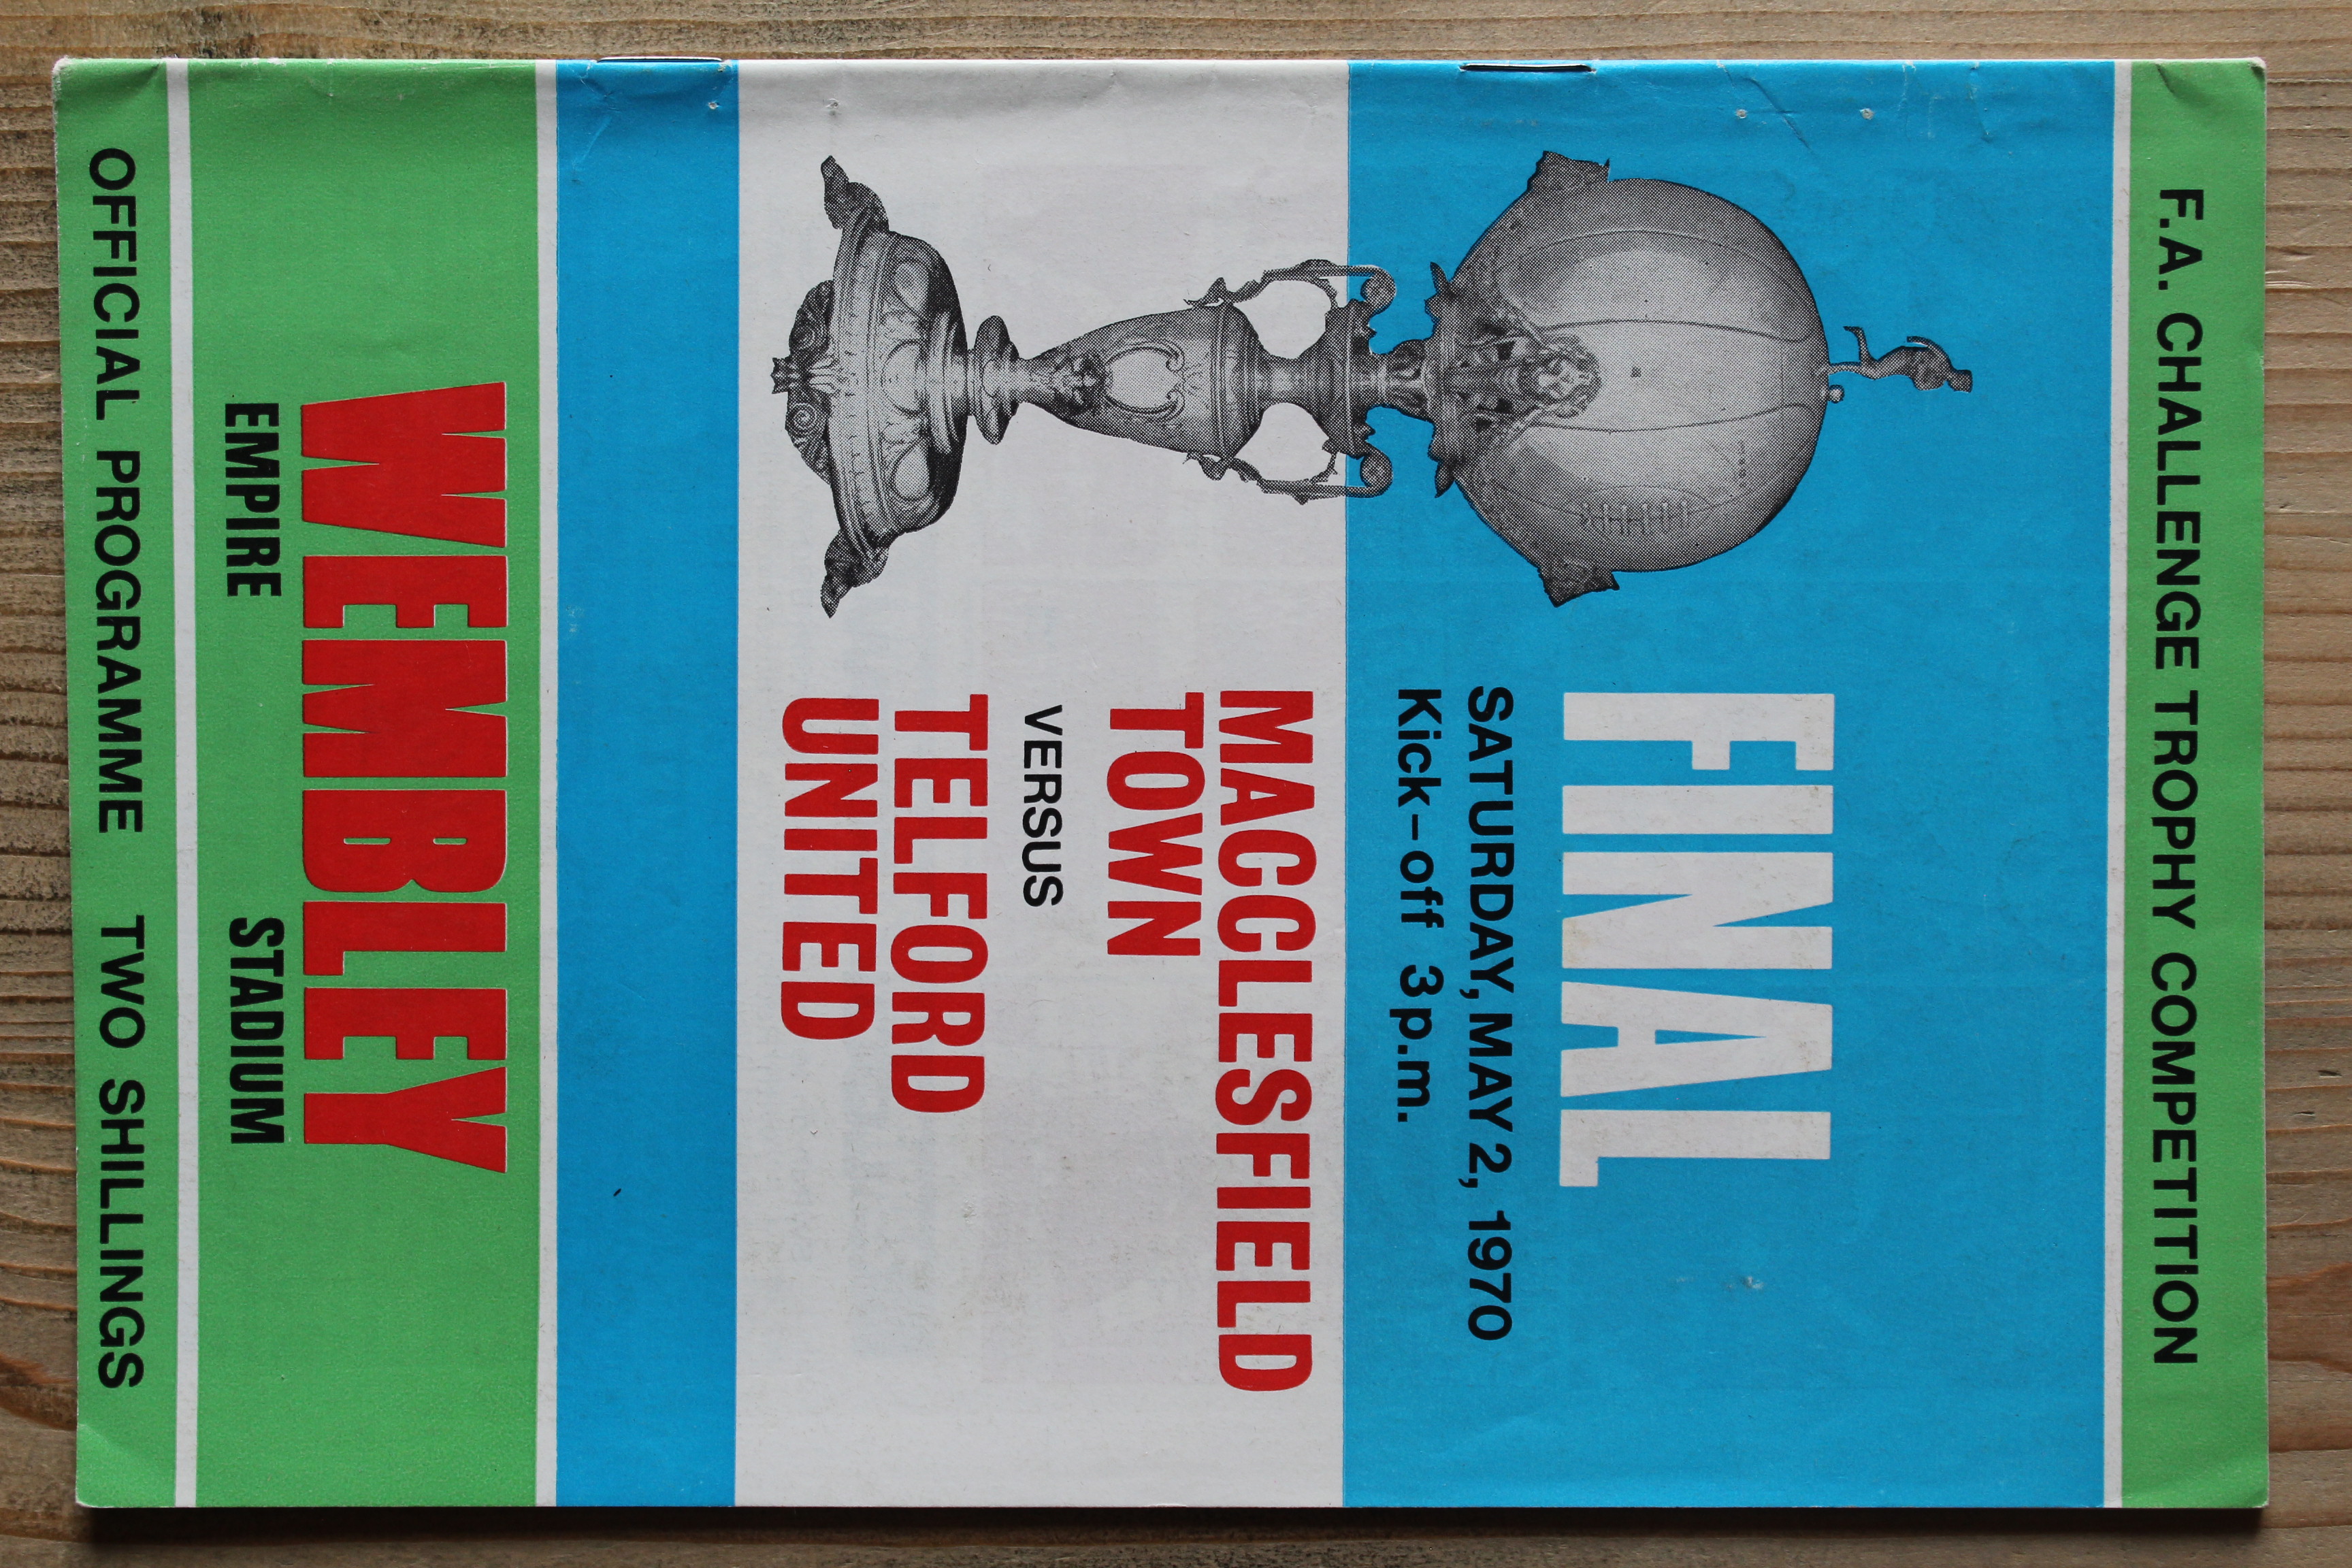 F.A. CHALLENGE TROPHY COMPETITION
FINAL
SATURDAY, MAY 2, 1970
Kick-off 3 p.m.
MACCLESFIELD
TOWN
VERSUS
TELFORD
UNITED
WEMBLEY
EMPIRE STADIUM
OFFICIAL PROGRAMME TWO SHILLINGS